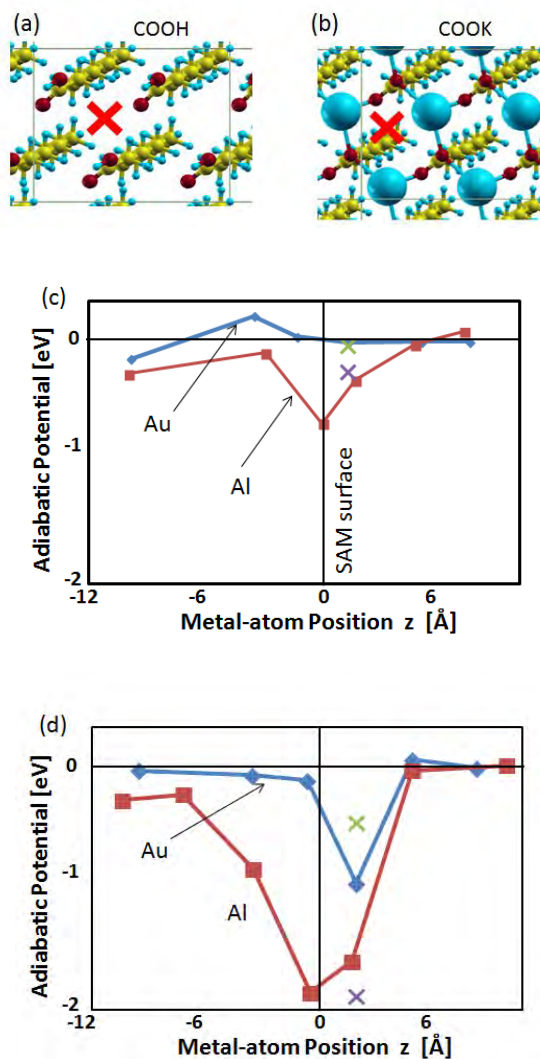 (a) COOH
(b) COOK
(c)
0
-1
-2
Adiabatic Potential [eV]
Au
Al
SAM surface
-12 -6 0 6
Metal-atom Position z [Å]
(d)
0
-1
-2
Adiabatic Potential [eV]
Au
Al
-12 -6 0 6
Metal-atom Position z [Å]